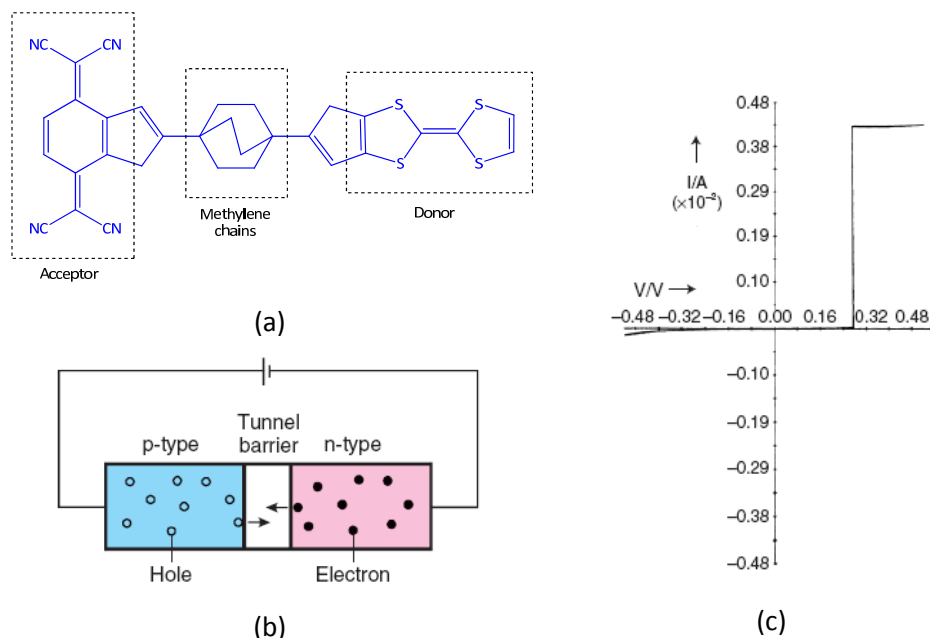 NC CN
S S
S S
NC CN
Methylene
chains
Donor
Acceptor
(a)
Tunnel
barrier
p-type n-type
Hole Electron
(b)
0.48
0.38
I/A
(×10⁻²)
0.29
0.19
V/V
0.10
−0.48 −0.32 −0.16 0.00 0.16 0.32 0.48
−0.10
−0.19
−0.29
−0.38
−0.48
(c)